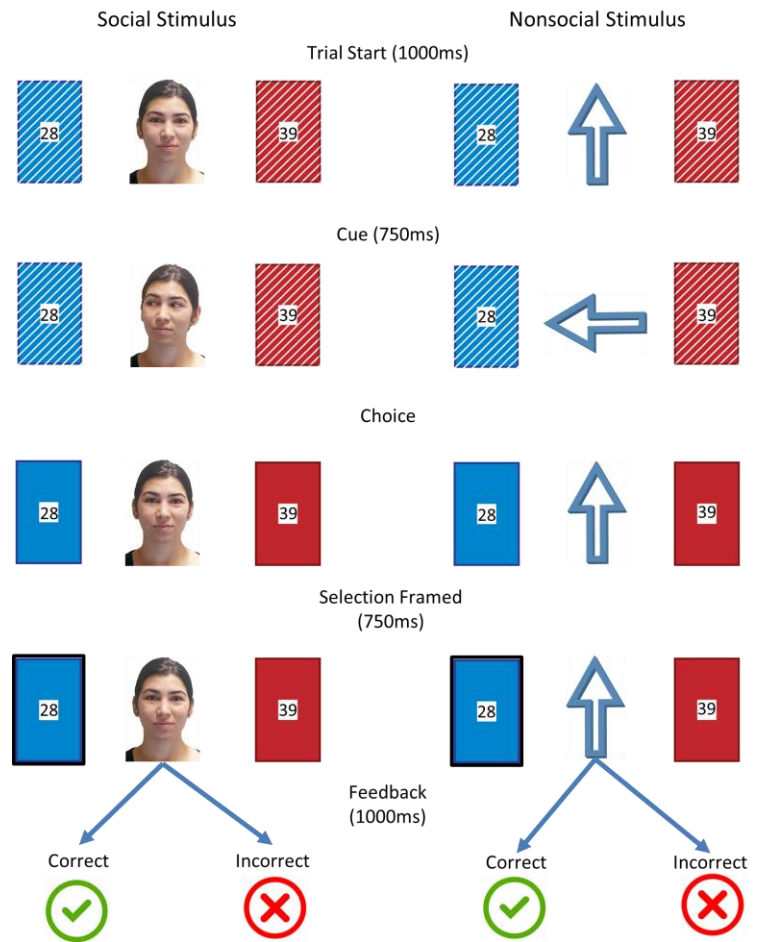 Social Stimulus
Nonsocial Stimulus
Trial Start (1000ms)
28
39
28
39
Cue (750ms)
28
39
28
39
Choice
28
39
28
39
Selection Framed
(750ms)
28
39
28
39
Feedback
(1000ms)
Correct
Incorrect
Correct
Incorrect